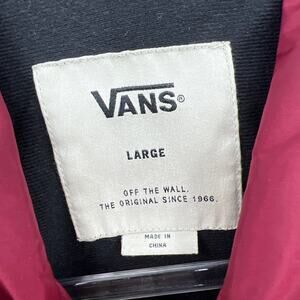 VANS®
LARGE
OFF THE WALL.
THE ORIGINAL SINCE 1966.
MADE IN
CHINA